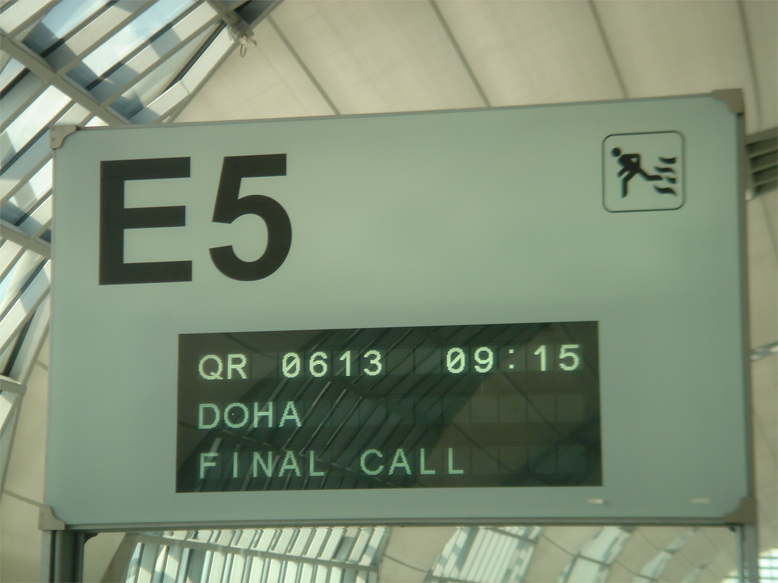 E5
QR 0613 09:15
DOHA
FINAL CALL